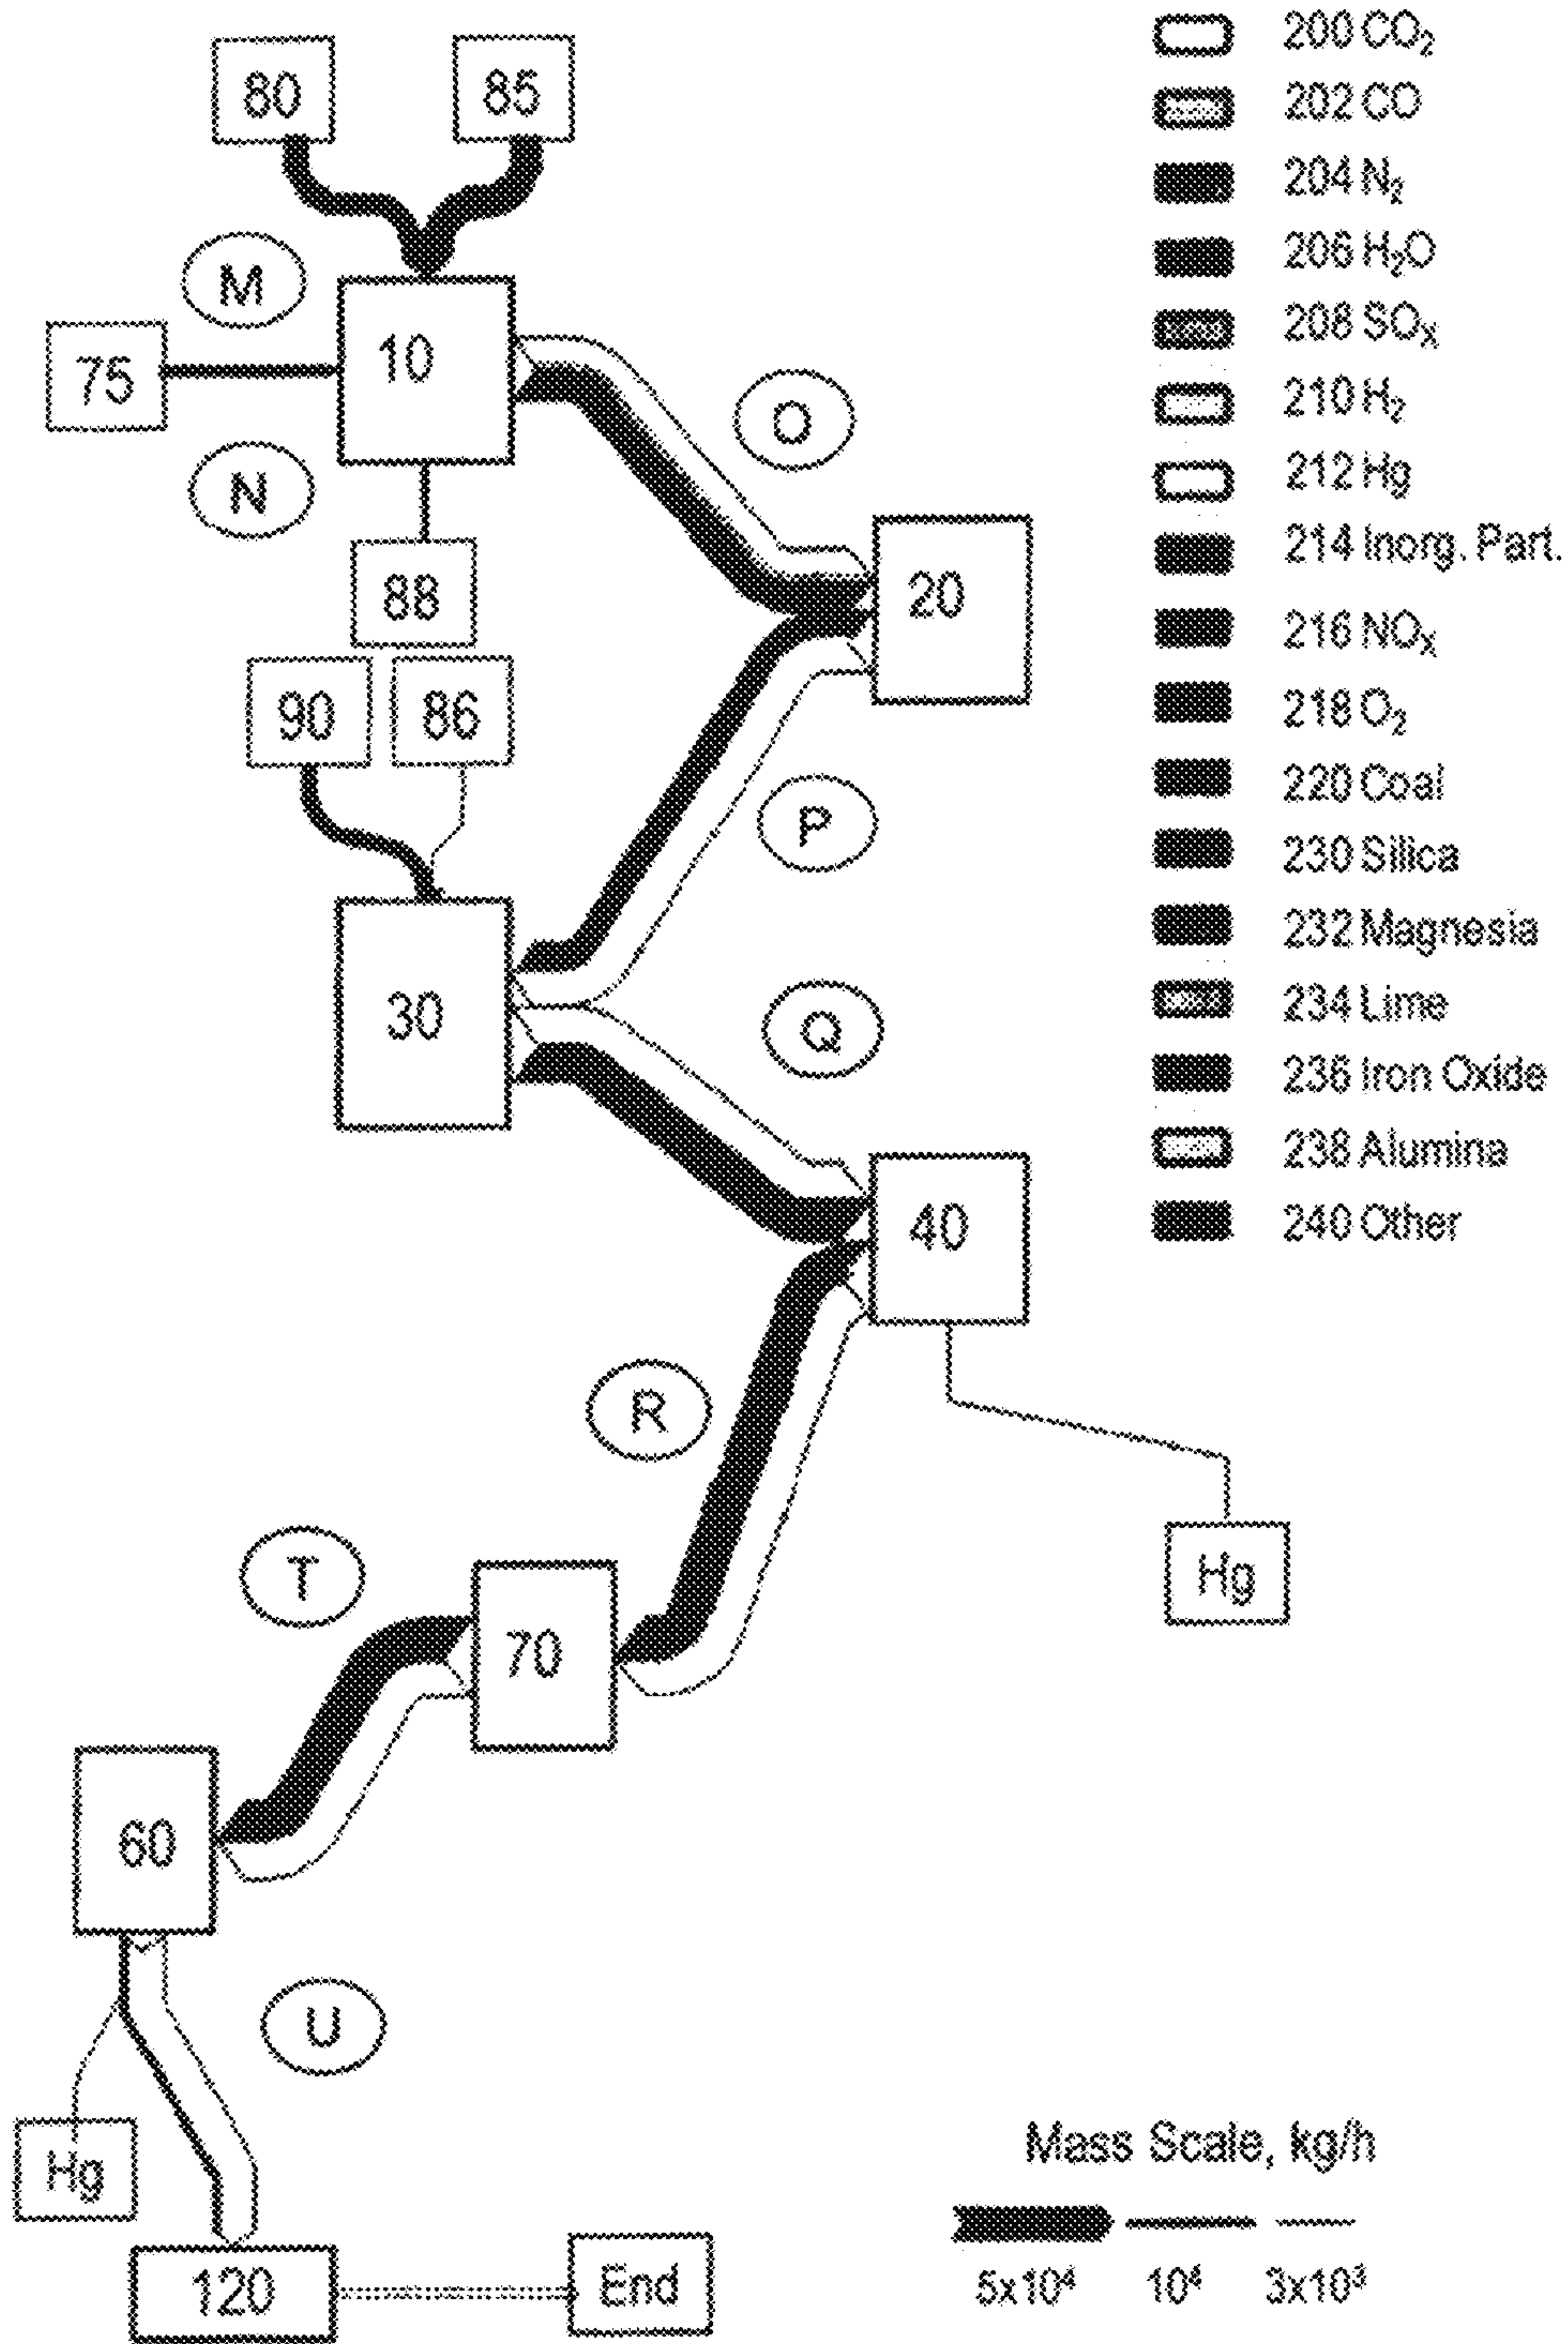 80
85
M
75
10
N
O
88
20
90
86
P
30
Q
40
R
Hg
T
70
60
U
Hg
120
End
200 CO₂
202 CO
204 N₂
206 H₂O
208 SOₓ
210 H₂
212 Hg
214 Inorg. Part.
216 NOₓ
218 O₂
220 Coal
230 Silica
232 Magnesia
234 Lime
236 Iron Oxide
238 Alumina
240 Other
Mass Scale, kg/h
5x10⁴ 10⁴ 3x10³